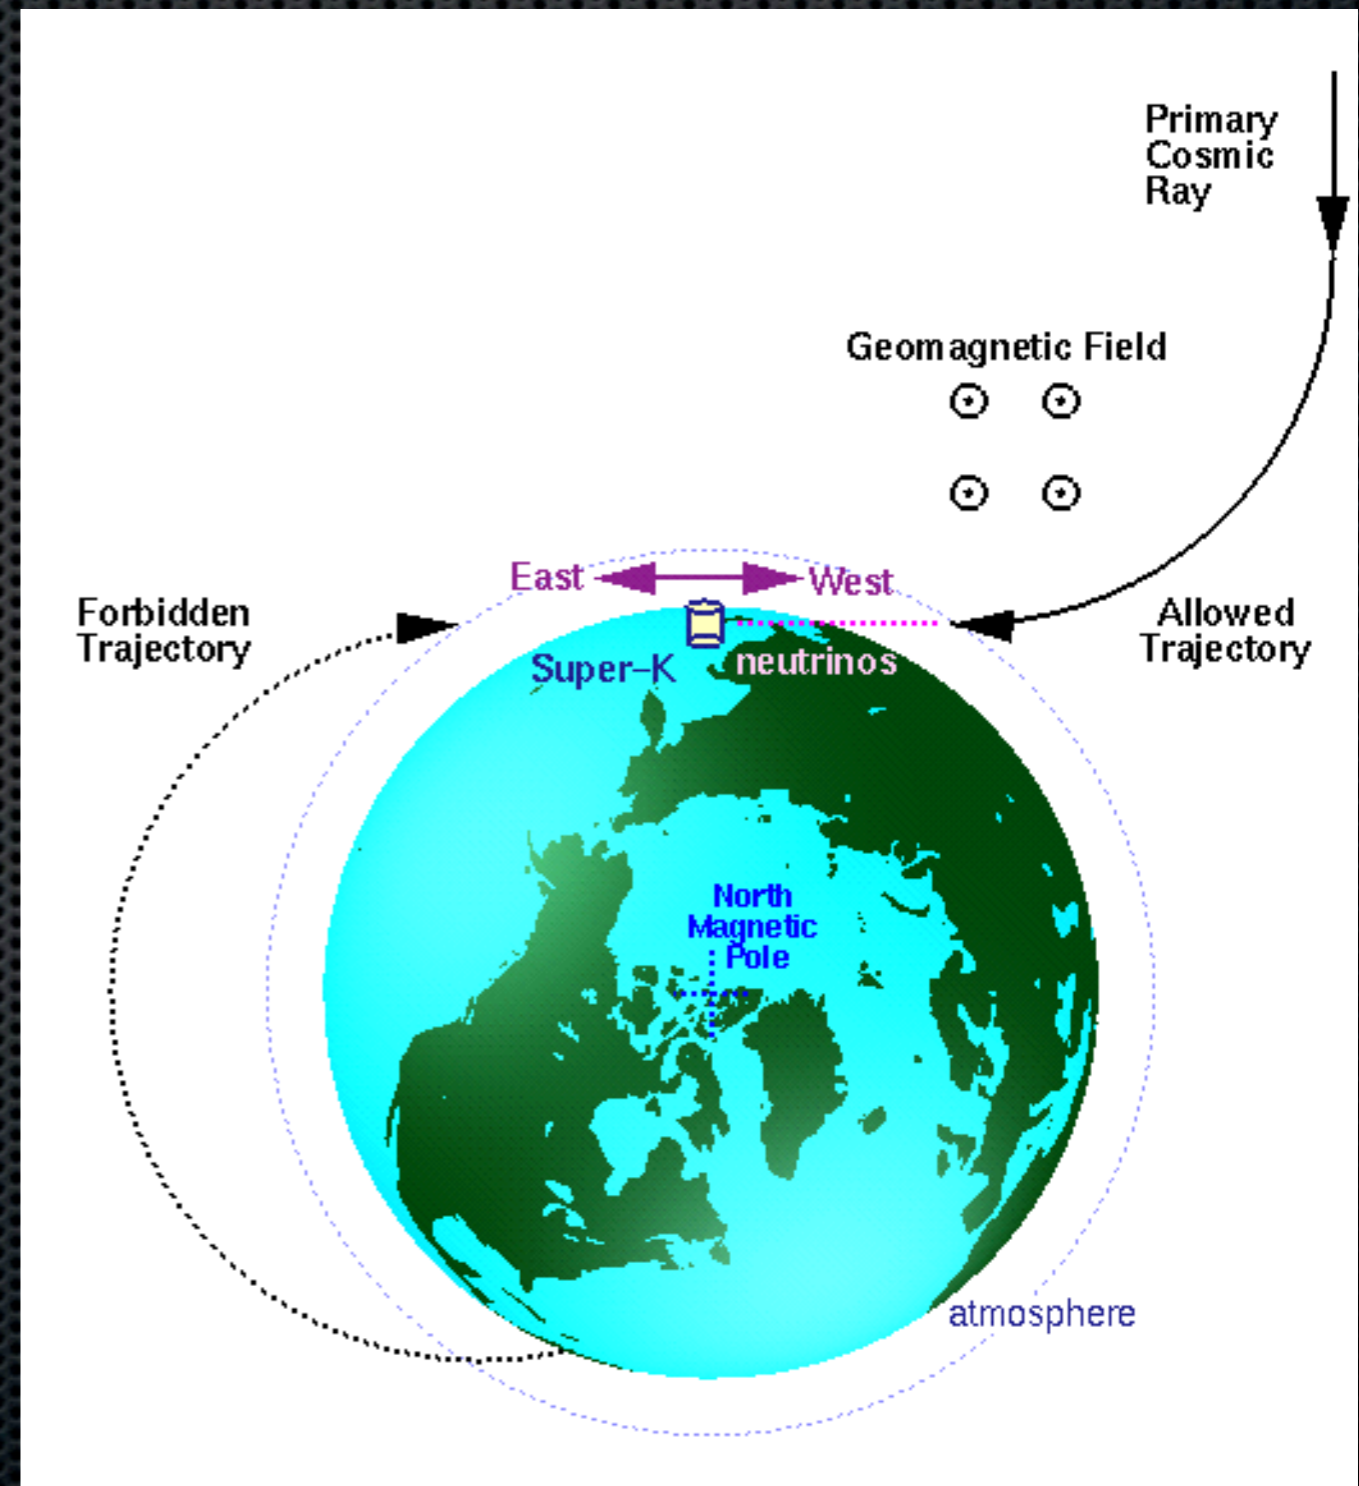 Primary
Cosmic
Ray
Geomagnetic Field
East
West
Forbidden
Trajectory
Allowed
Trajectory
Super-K
neutrinos
North
Magnetic
Pole
atmosphere